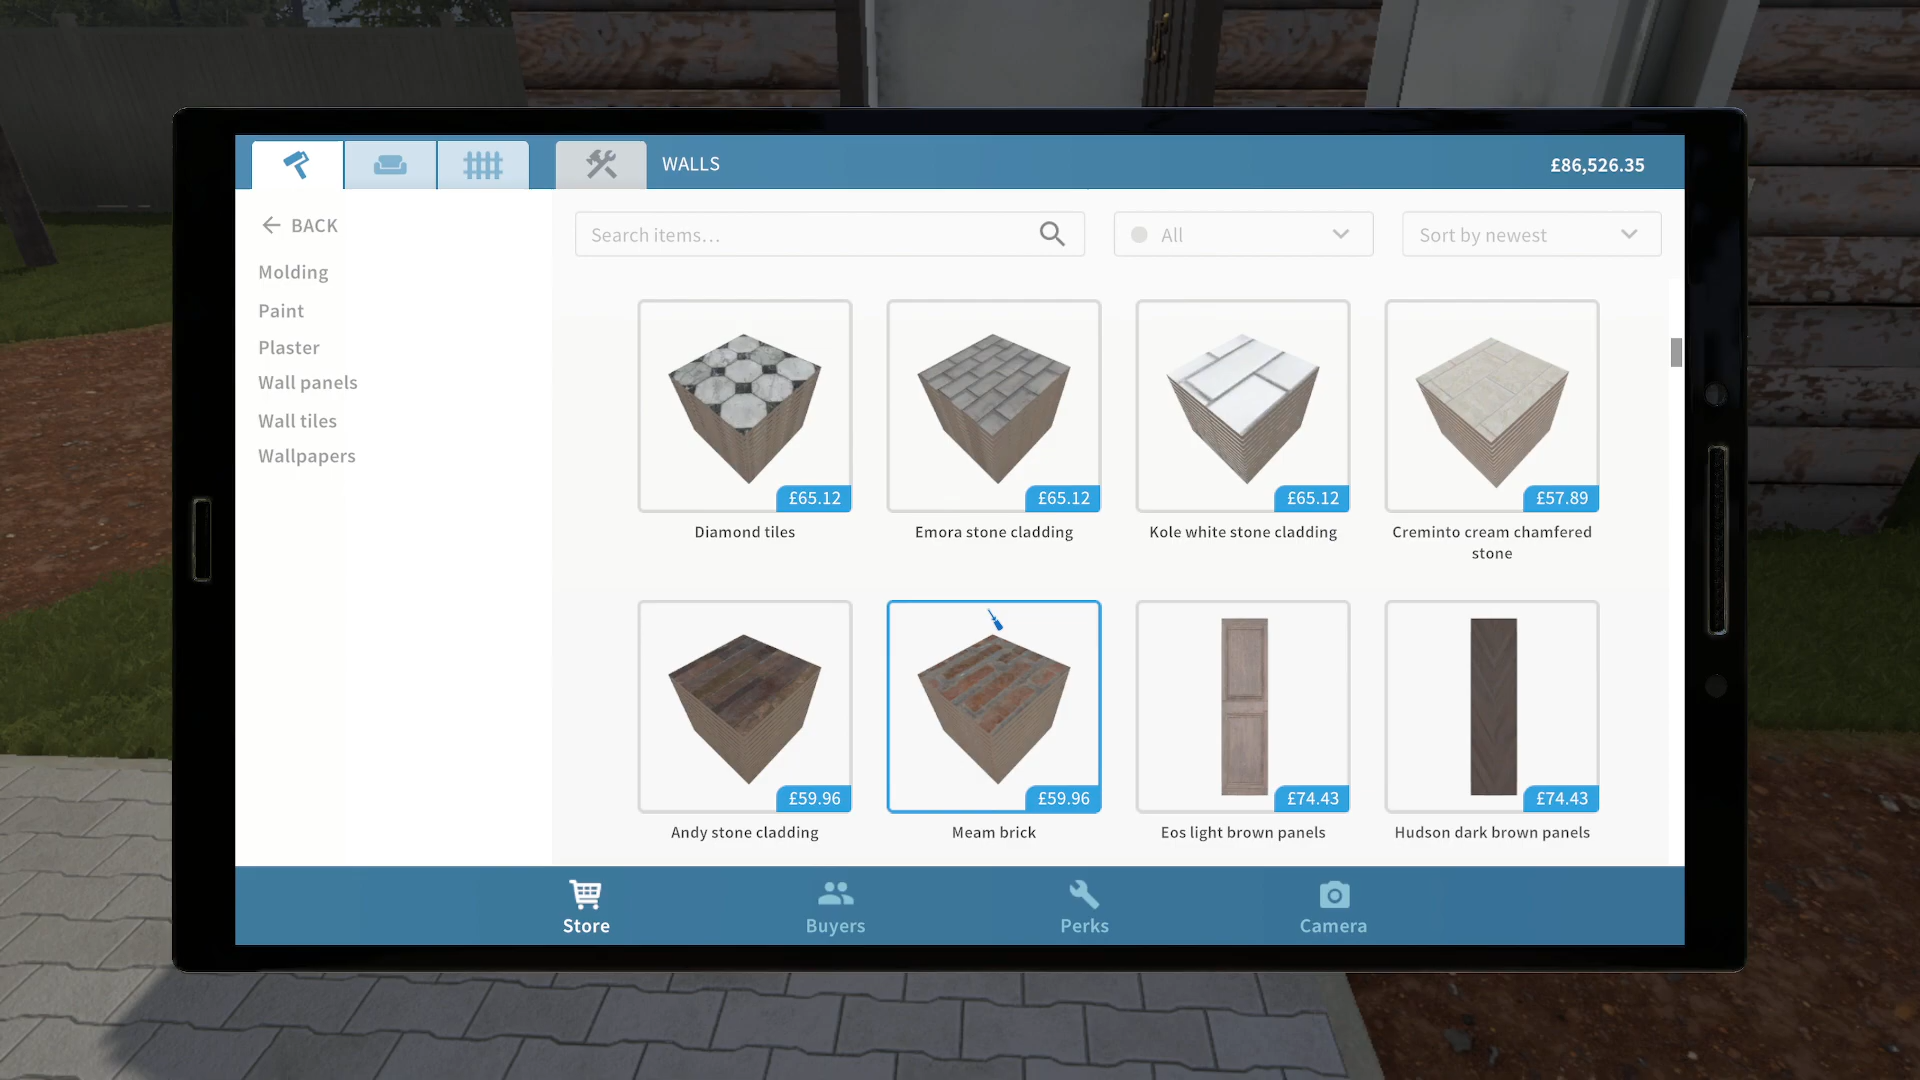 WALLS
£86,526.35
BACK
Molding
Paint
Plaster
Wall panels
Wall tiles
Wallpapers
Search items...
All
Sort by newest
£65.12
£65.12
£65.12
£57.89
Diamond tiles
Emora stone cladding
Kole white stone cladding
Creminto cream chamfered
stone
£59.96
£59.96
£74.43
£74.43
Andy stone cladding
Meam brick
Eos light brown panels
Hudson dark brown panels
Store
Buyers
Perks
Camera